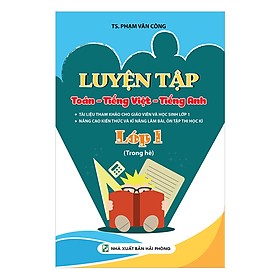 TS. PHẠM VĂN CÔNG
LUYỆN TẬP
Toán - Tiếng Việt - Tiếng Anh
TÀI LIỆU THAM KHẢO CHO GIÁO VIÊN VÀ HỌC SINH LỚP 1
NÂNG CAO KIẾN THỨC VÀ KĨ NĂNG LÀM BÀI, ÔN TẬP THI HỌC KÌ
Lớp 1
(Trong hè)
NHÀ XUẤT BẢN HẢI PHÒNG